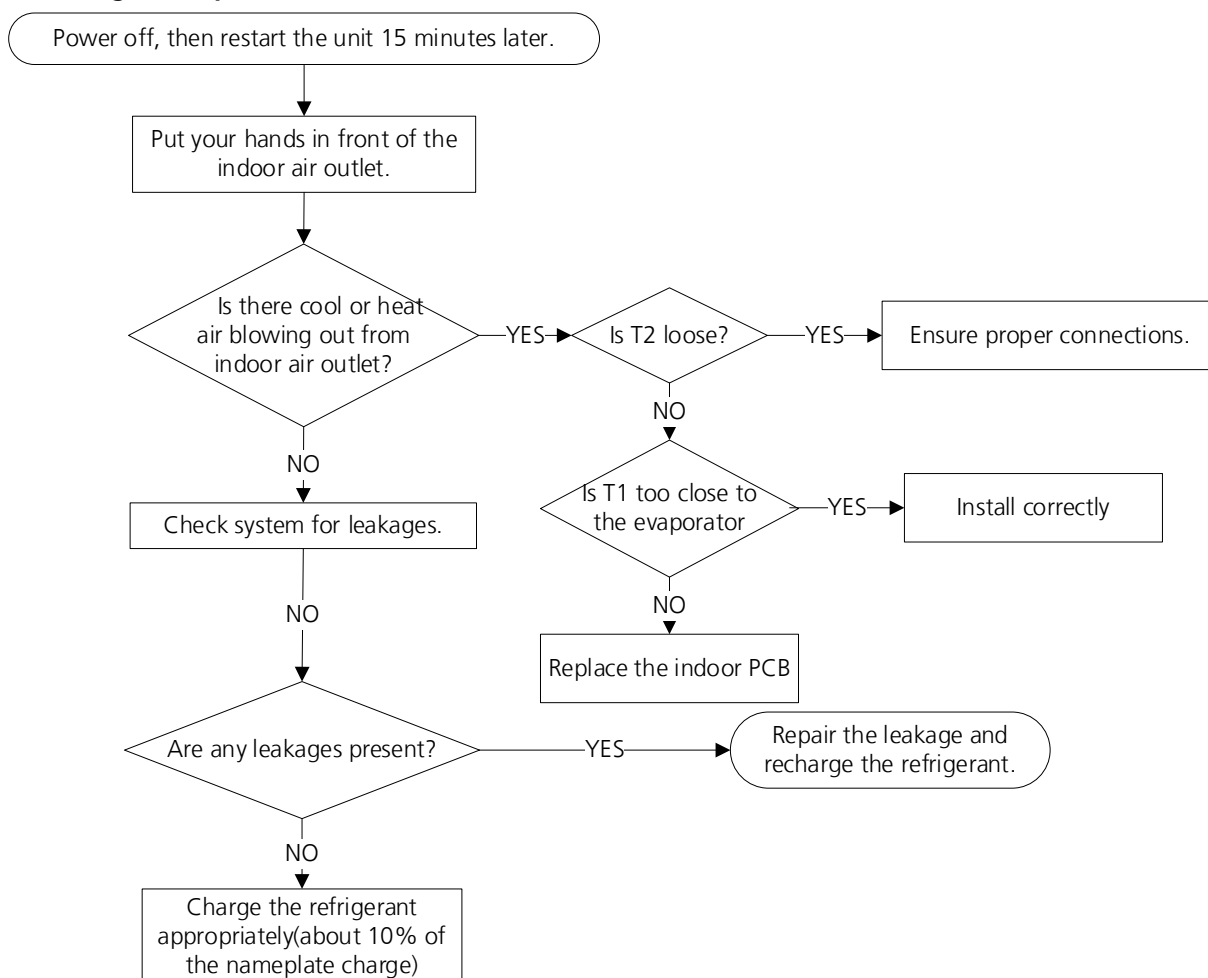 Power off, then restart the unit 15 minutes later.
Put your hands in front of the
indoor air outlet.
Is there cool or heat
air blowing out from
indoor air outlet?
YES
Is T2 loose?
YES
Ensure proper connections.
NO
NO
Is T1 too close to
the evaporator
YES
Install correctly
Check system for leakages.
NO
NO
Replace the indoor PCB
Are any leakages present?
YES
Repair the leakage and
recharge the refrigerant.
NO
Charge the refrigerant
appropriately(about 10% of
the nameplate charge)